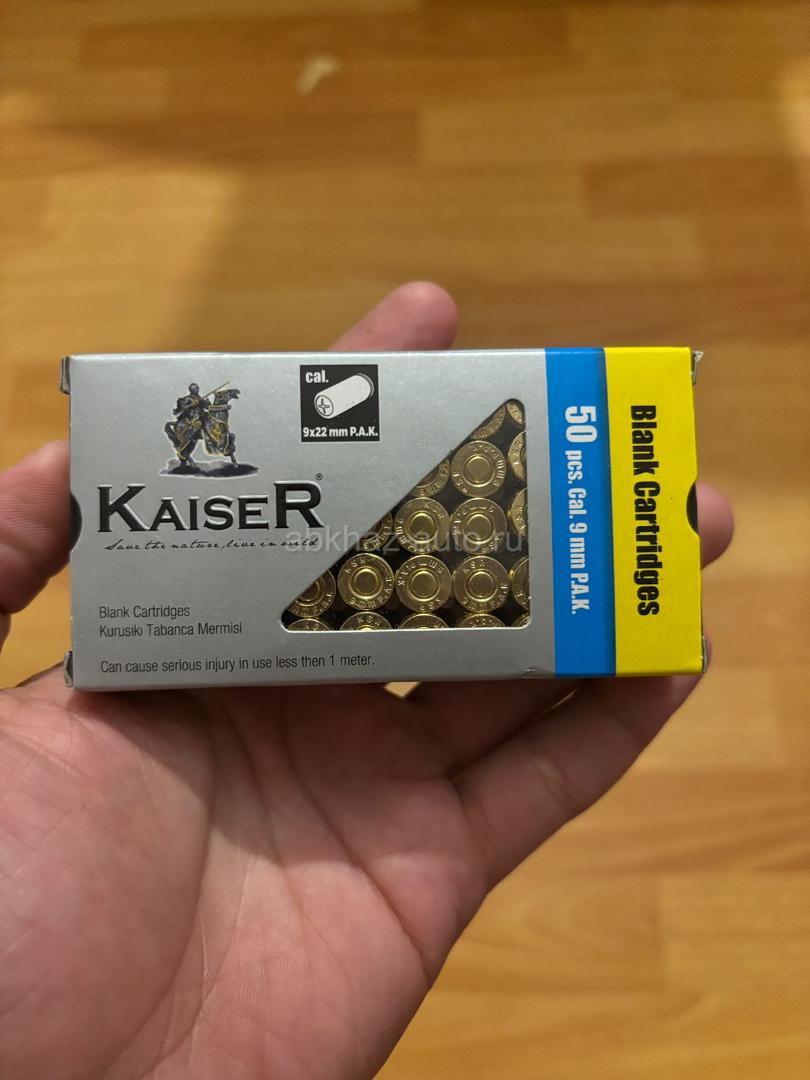 cal.
9x22 mm P.A.K.
KAISER®
Save the nature, live in wild
abkhaz-auto.ru
Blank Cartridges
Kurusıkı Tabanca Mermisi
Can cause serious injury in use less then 1 meter.
50 pcs. Cal. 9 mm P.A.K.
Blank Cartridges